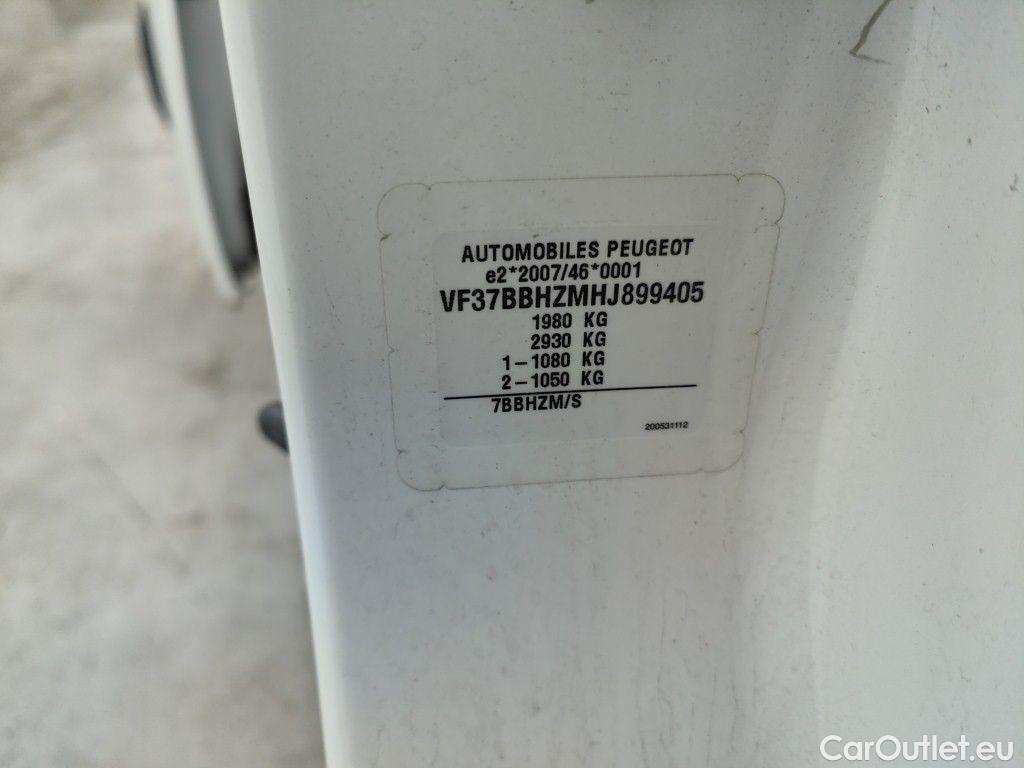 AUTOMOBILES PEUGEOT
e2*2007/46*0001
VF37BBHZMHJ899405
1980 KG
2930 KG
1-1080 KG
2-1050 KG
7BBHZM/S
200531112
CarOutlet.eu